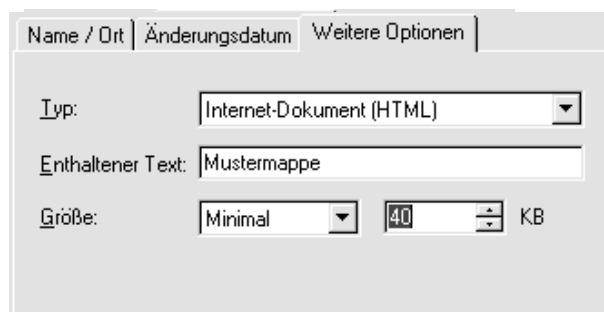 Name / Ort Änderungsdatum Weitere Optionen
Typ: Internet-Dokument (HTML)
Enthaltener Text: Mustermappe
Größe: Minimal 40 KB